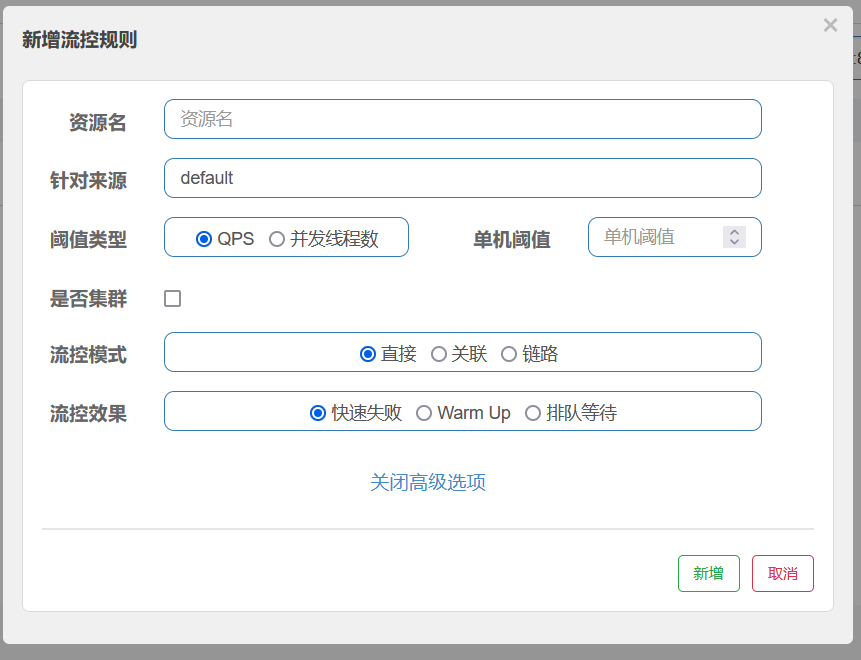 新增流控规则
×
资源名 资源名
针对来源 default
阈值类型 QPS 并发线程数 单机阈值 单机阈值
是否集群
流控模式 直接 关联 链路
流控效果 快速失败 Warm Up 排队等待
关闭高级选项
新增 取消